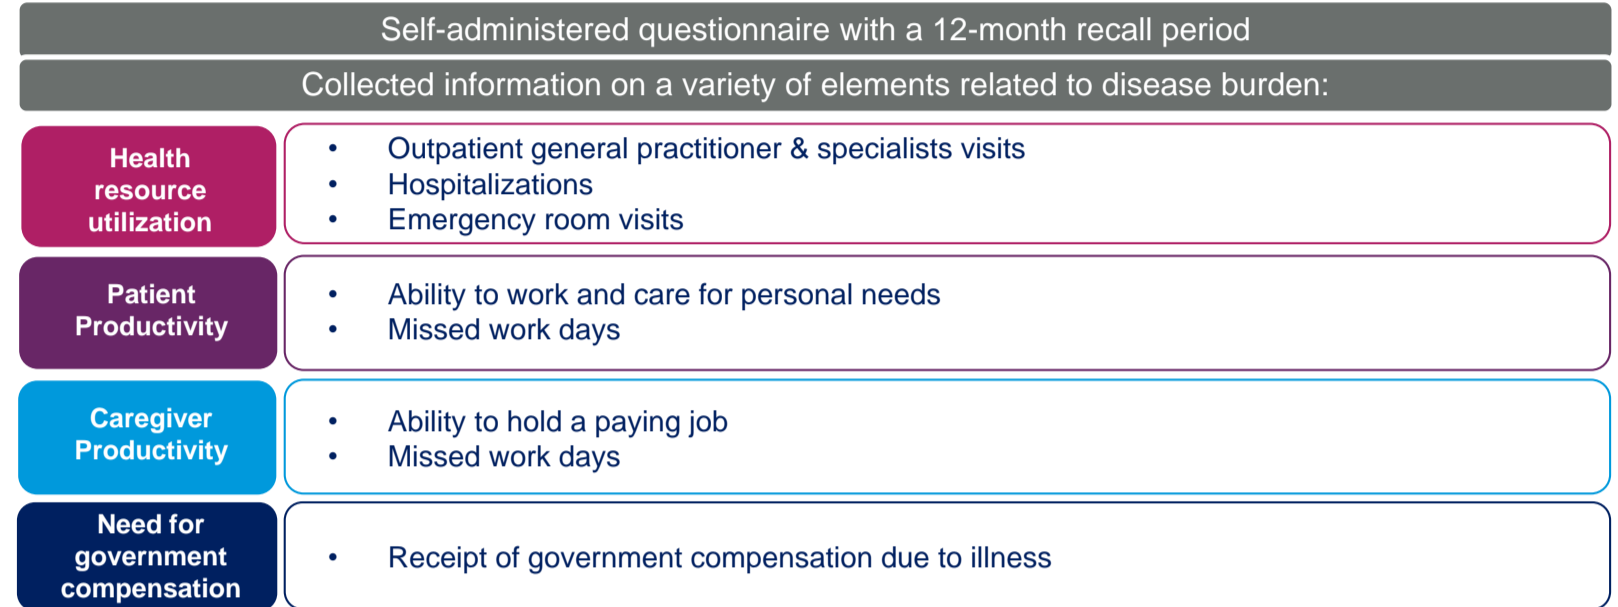 Self-administered questionnaire with a 12-month recall period
Collected information on a variety of elements related to disease burden:
Health
resource
utilization
• Outpatient general practitioner & specialists visits
• Hospitalizations
• Emergency room visits
Patient
Productivity
• Ability to work and care for personal needs
• Missed work days
Caregiver
Productivity
• Ability to hold a paying job
• Missed work days
Need for
government
compensation
• Receipt of government compensation due to illness